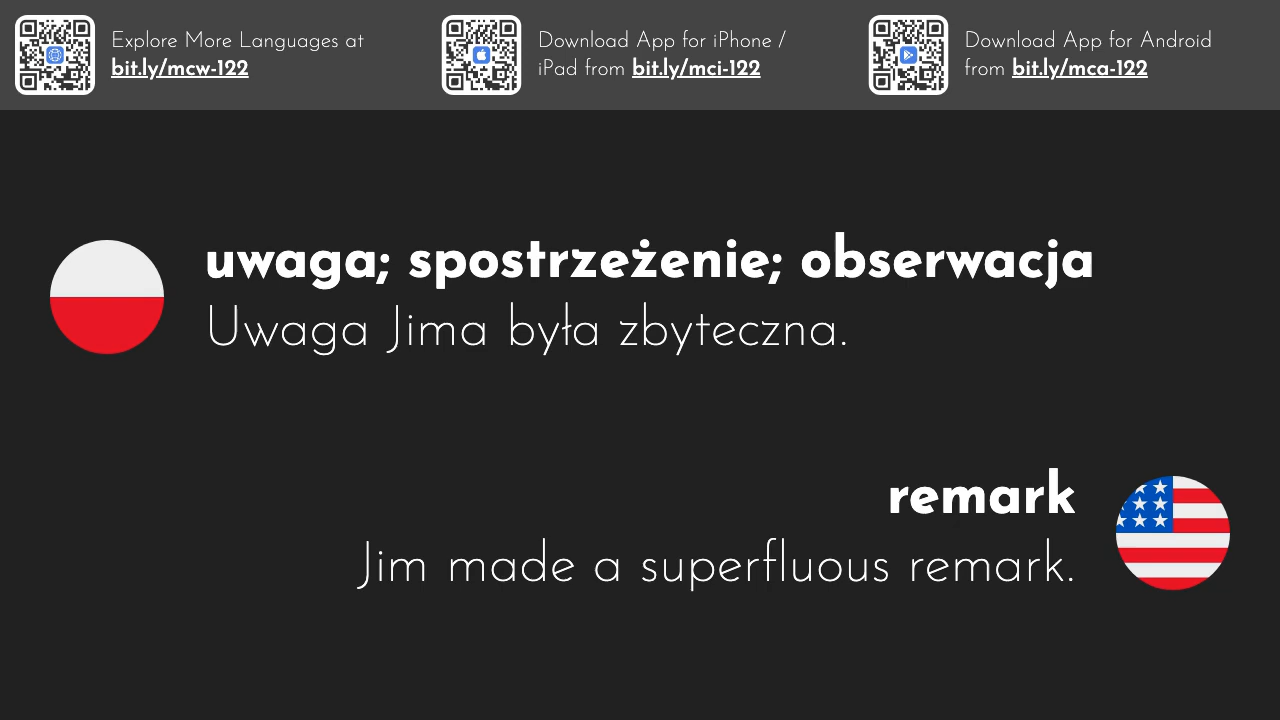 Explore More Languages at
bit.ly/mcw-122
Download App for iPhone /
iPad from bit.ly/mci-122
Download App for Android
from bit.ly/mca-122
uwaga; spostrzeżenie; obserwacja
Uwaga Jima była zbyteczna.
remark
Jim made a superfluous remark.